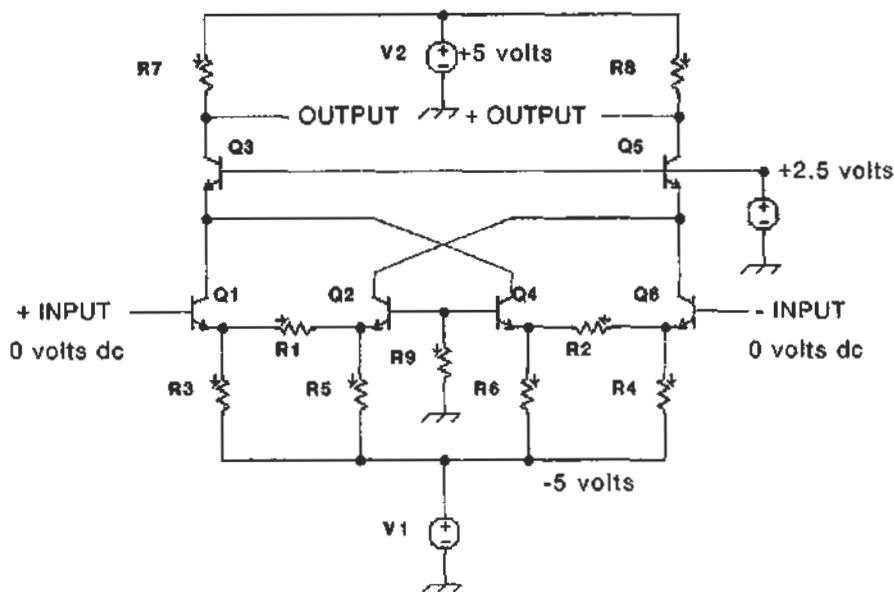 R7
V2
+5 volts
R8
OUTPUT
+ OUTPUT
Q3
Q5
+2.5 volts
Q1
Q2
Q4
Q6
+ INPUT
- INPUT
0 volts dc
R1
R9
R2
0 volts dc
R3
R5
R6
R4
-5 volts
V1